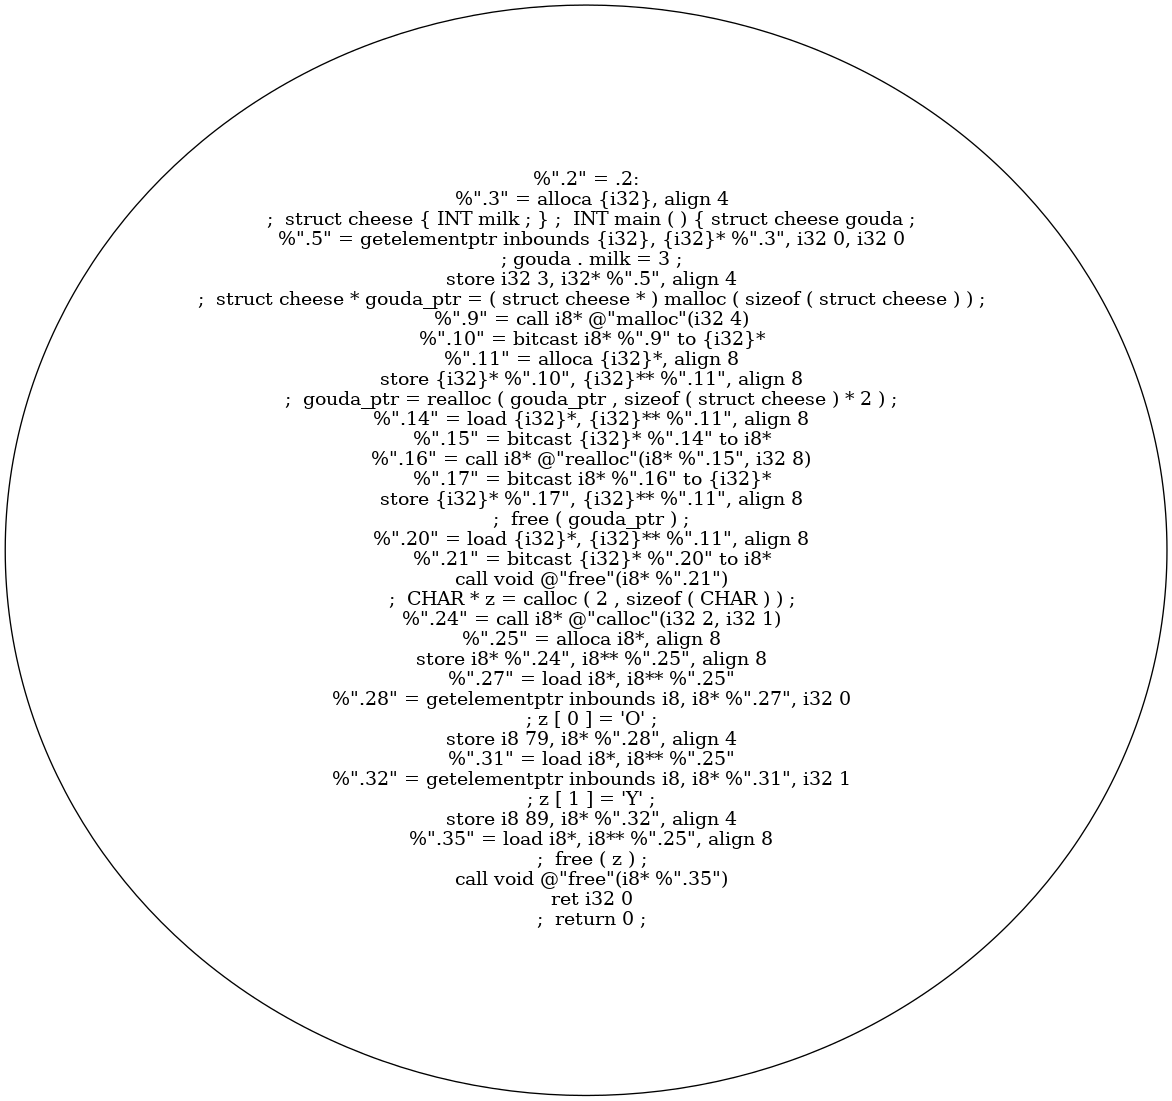 %".2" = .2:
%".3" = alloca {i32}, align 4
;  struct cheese { INT milk ; } ;  INT main ( ) { struct cheese gouda ;
%".5" = getelementptr inbounds {i32}, {i32}* %".3", i32 0, i32 0
; gouda . milk = 3 ;
store i32 3, i32* %".5", align 4
;  struct cheese * gouda_ptr = ( struct cheese * ) malloc ( sizeof ( struct cheese ) ) ;
%".9" = call i8* @"malloc"(i32 4)
%".10" = bitcast i8* %".9" to {i32}*
%".11" = alloca {i32}*, align 8
store {i32}* %".10", {i32}** %".11", align 8
;  gouda_ptr = realloc ( gouda_ptr , sizeof ( struct cheese ) * 2 ) ;
%".14" = load {i32}*, {i32}** %".11", align 8
%".15" = bitcast {i32}* %".14" to i8*
%".16" = call i8* @"realloc"(i8* %".15", i32 8)
%".17" = bitcast i8* %".16" to {i32}*
store {i32}* %".17", {i32}** %".11", align 8
;  free ( gouda_ptr ) ;
%".20" = load {i32}*, {i32}** %".11", align 8
%".21" = bitcast {i32}* %".20" to i8*
call void @"free"(i8* %".21")
;  CHAR * z = calloc ( 2 , sizeof ( CHAR ) ) ;
%".24" = call i8* @"calloc"(i32 2, i32 1)
%".25" = alloca i8*, align 8
store i8* %".24", i8** %".25", align 8
%".27" = load i8*, i8** %".25"
%".28" = getelementptr inbounds i8, i8* %".27", i32 0
; z [ 0 ] = 'O' ;
store i8 79, i8* %".28", align 4
%".31" = load i8*, i8** %".25"
%".32" = getelementptr inbounds i8, i8* %".31", i32 1
; z [ 1 ] = 'Y' ;
store i8 89, i8* %".32", align 4
%".35" = load i8*, i8** %".25", align 8
;  free ( z ) ;
call void @"free"(i8* %".35")
ret i32 0
;  return 0 ;